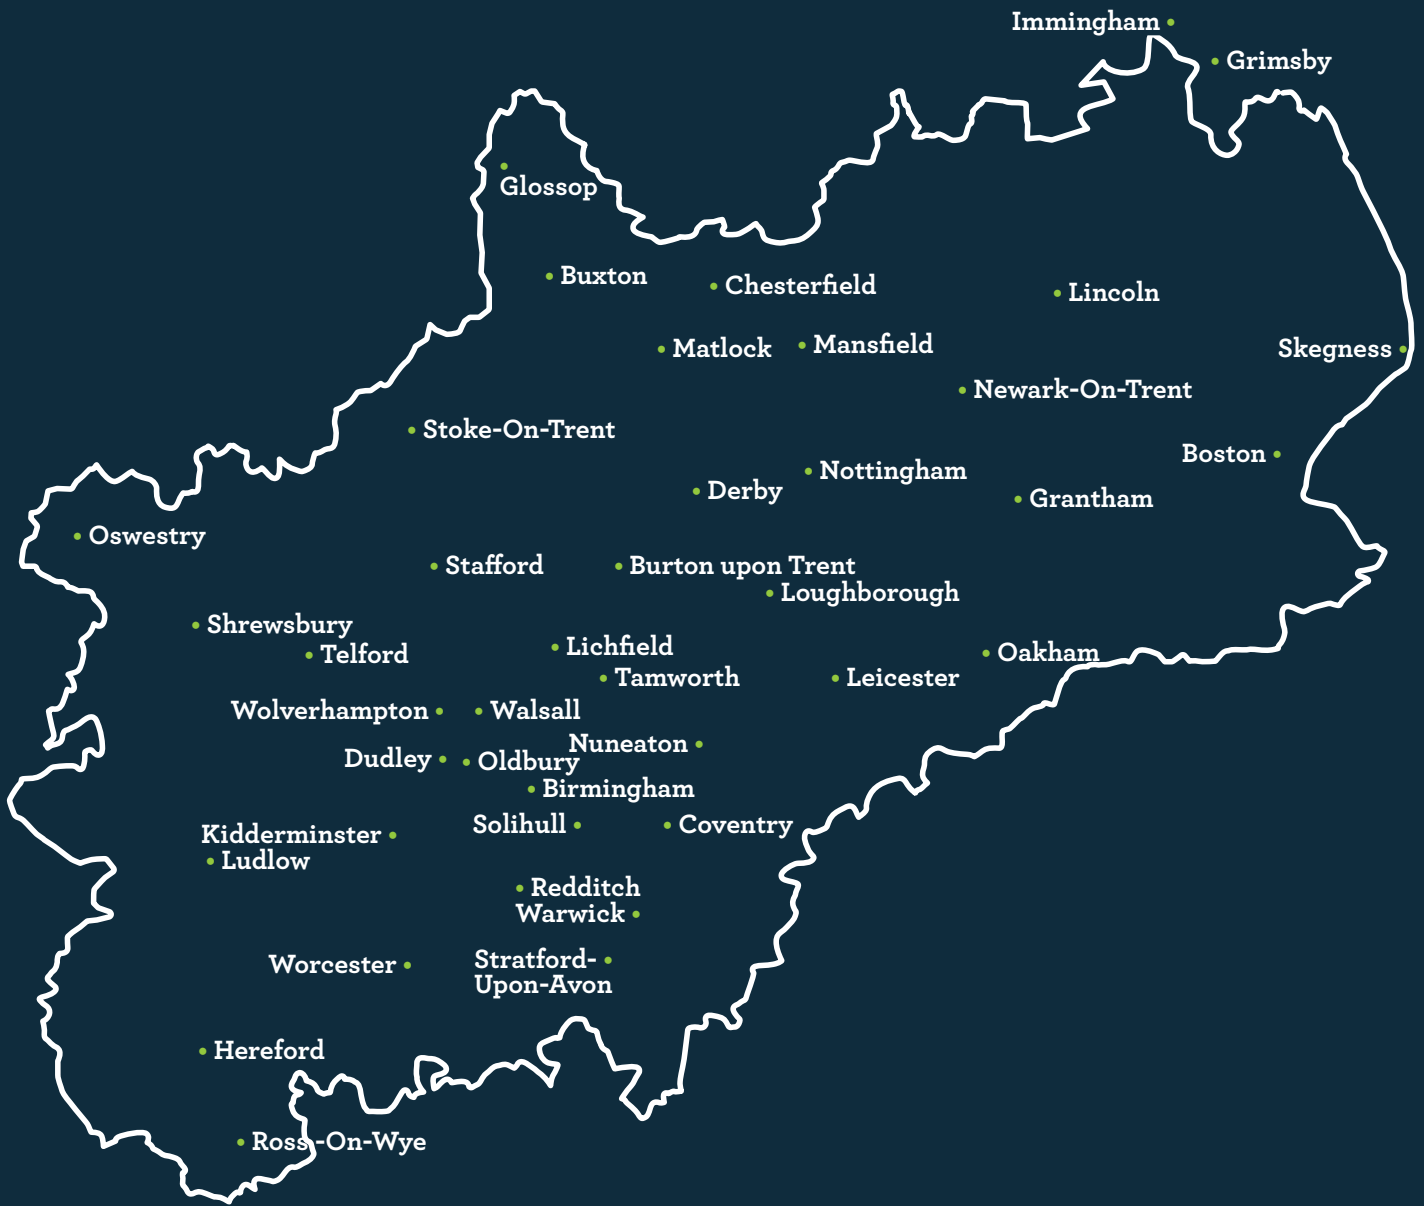 Immingham
Grimsby
Glossop
Buxton
Chesterfield
Lincoln
Matlock
Mansfield
Skegness
Newark-On-Trent
Stoke-On-Trent
Boston
Nottingham
Derby
Grantham
Oswestry
Stafford
Burton upon Trent
Loughborough
Shrewsbury
Telford
Lichfield
Oakham
Tamworth
Leicester
Wolverhampton
Walsall
Nuneaton
Dudley
Oldbury
Birmingham
Solihull
Coventry
Kidderminster
Ludlow
Redditch
Warwick
Worcester
Stratford-
Upon-Avon
Hereford
Ross-On-Wye